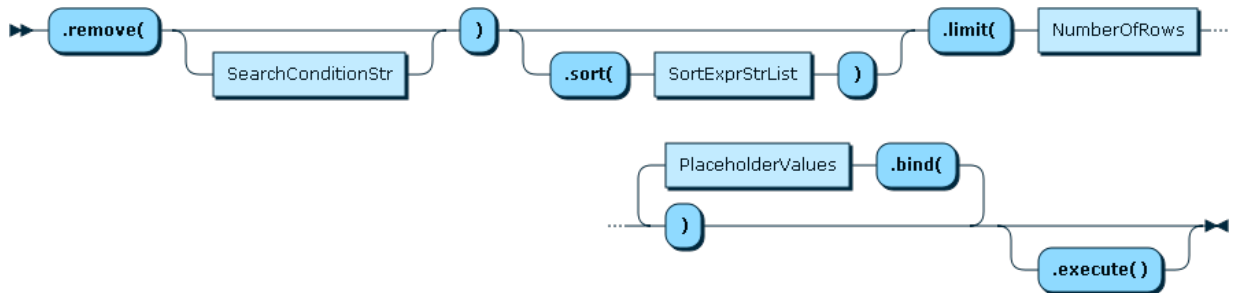 .remove( ) .limit( NumberOfRows
SearchConditionStr .sort( SortExprStrList )
PlaceholderValues .bind(
)
.execute()